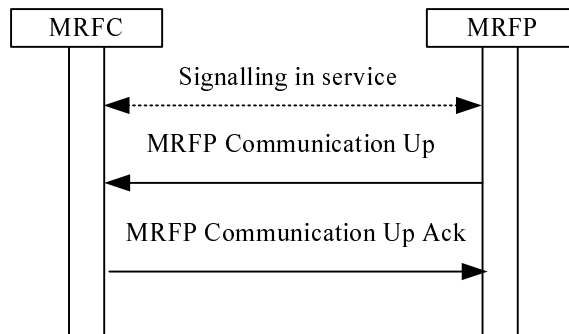 MRFC
MRFP
Signalling in service
MRFP Communication Up
MRFP Communication Up Ack